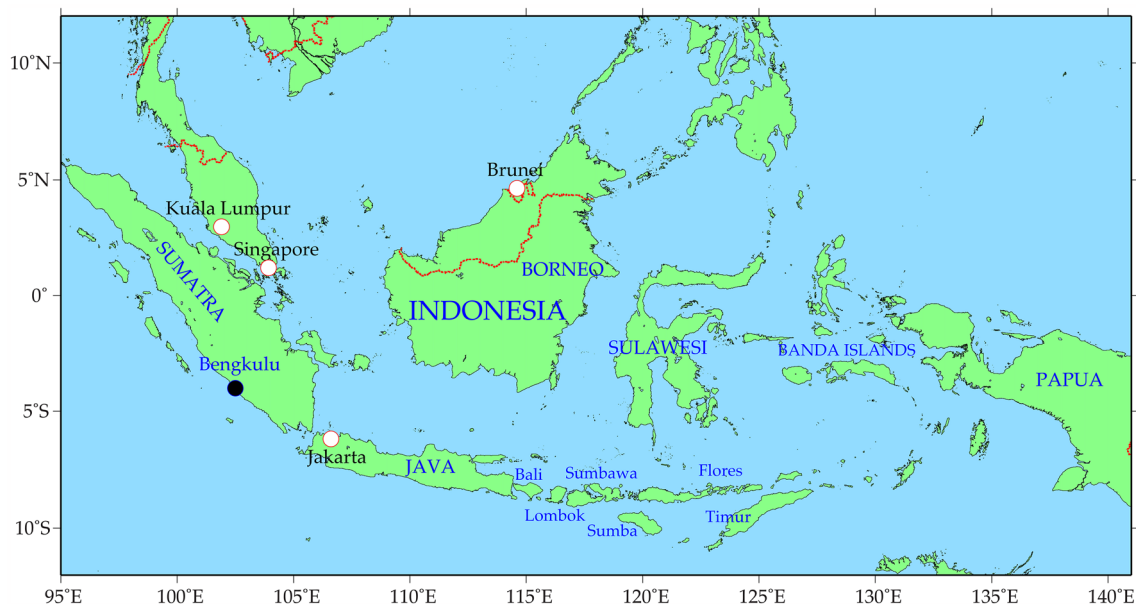 10°N
Brunei
5°N
Kuala Lumpur
Singapore
SUMATRA
BORNEO
0°
INDONESIA
SULAWESI
BANDA ISLANDS
Bengkulu
PAPUA
5°S
Jakarta
JAVA
Bali
Sumbawa
Flores
Lombok
Timur
Sumba
10°S
95°E
100°E
105°E
110°E
115°E
120°E
125°E
130°E
135°E
140°E